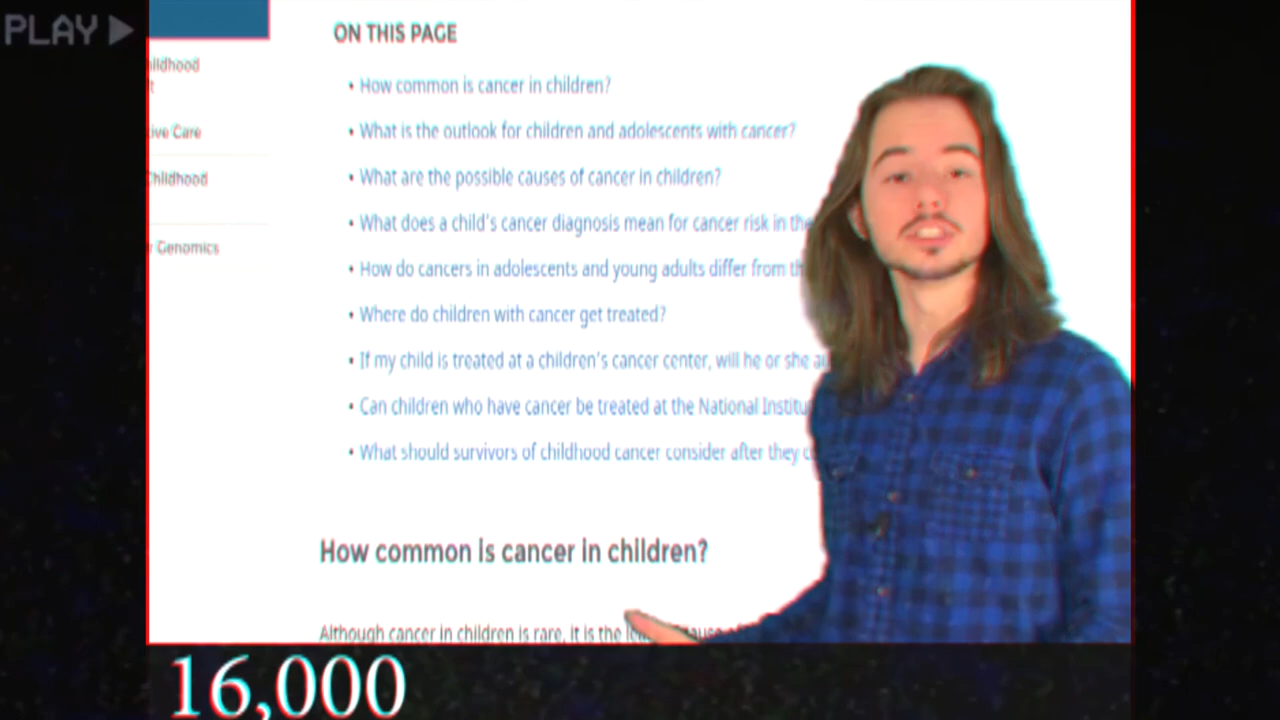 PLAY
ON THIS PAGE
ildhood
t
ive Care
Childhood
Genomics
• How common is cancer in children?
• What is the outlook for children and adolescents with cancer?
• What are the possible causes of cancer in children?
• What does a child's cancer diagnosis mean for cancer risk in the
• How do cancers in adolescents and young adults differ from th
• Where do children with cancer get treated?
• If my child is treated at a children's cancer center, will he or she a
• Can children who have cancer be treated at the National Institu
• What should survivors of childhood cancer consider after they c
How common is cancer in children?
Although cancer in children is rare, it is the
16,000